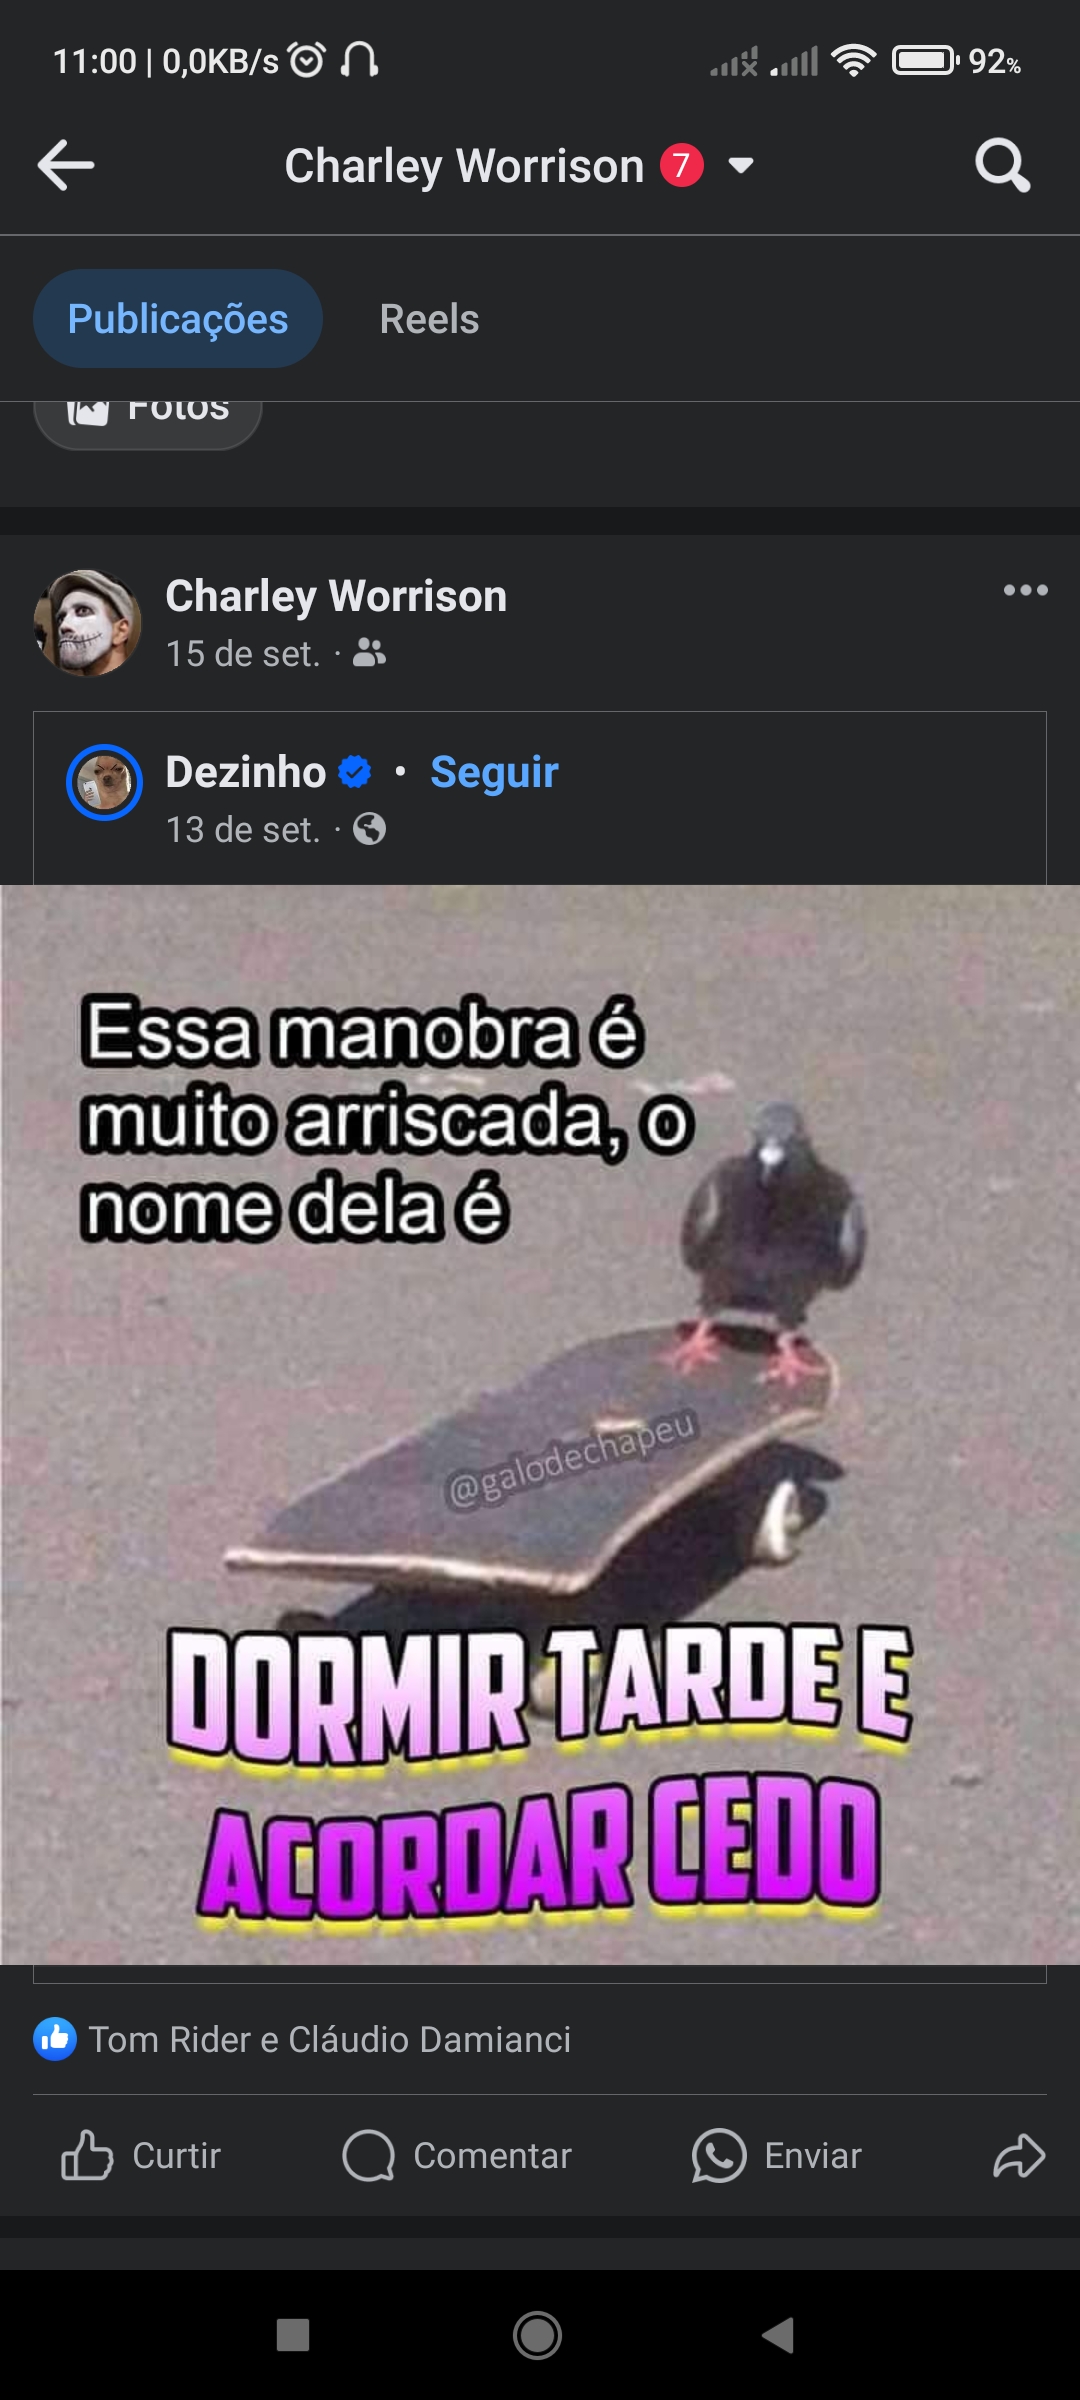 11:00 | 0,0KB/s
92%
Charley Worrison 7
Publicações Reels
Fotos
Charley Worrison
15 de set. ·
Dezinho • Seguir
13 de set. ·
Essa manobra é
muito arriscada, o
nome dela é
@galodechapeu
DORMIR TARDE E
ACORDAR CEDO
Tom Rider e Cláudio Damianci
Curtir Comentar Enviar